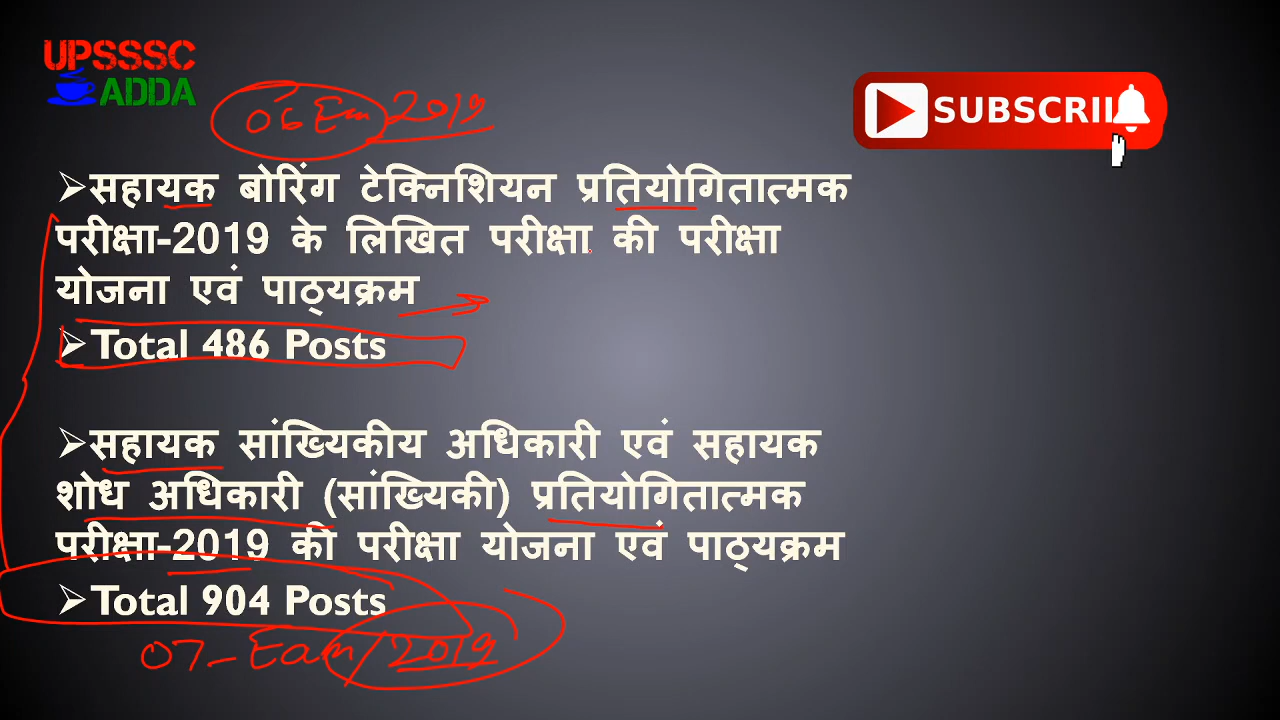 UPSSSC
ADDA
06 Exm 2019
SUBSCRI
➢सहायक बोरिंग टेक्निशियन प्रतियोगितात्मक
परीक्षा-2019 के लिखित परीक्षा की परीक्षा
योजना एवं पाठ्यक्रम
➢Total 486 Posts
➢सहायक सांख्यिकीय अधिकारी एवं सहायक
शोध अधिकारी (सांख्यिकी) प्रतियोगितात्मक
परीक्षा-2019 की परीक्षा योजना एवं पाठ्यक्रम
➢Total 904 Posts
07-Eam/2019